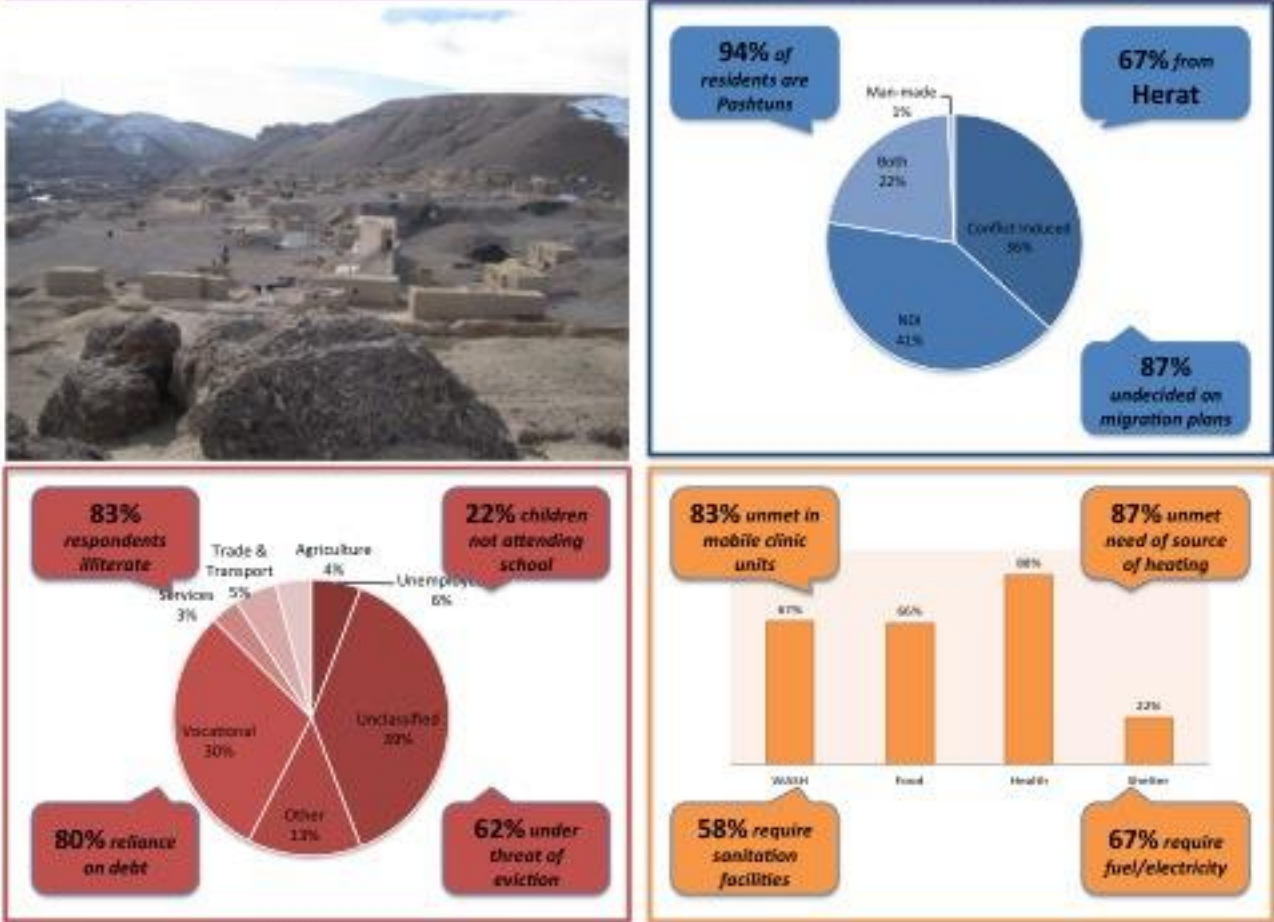 94% of
residents are
Pashtuns
67% from
Herat
Man-made
1%
Both
22%
Conflict Induced
36%
NDI
41%
87%
undecided on
migration plans
83%
respondents
illiterate
22% children
not attending
school
Trade &
Transport
5%
Agriculture
4%
6%
Services
3%
Vocational
30%
Unclassified
39%
Other
13%
80% reliance
on debt
62% under
threat of
eviction
83% unmet in
mobile clinic
units
87% unmet
need of source
of heating
67%
66%
88%
22%
WASH
Food
Health
Shelter
58% require
sanitation
facilities
67% require
fuel/electricity